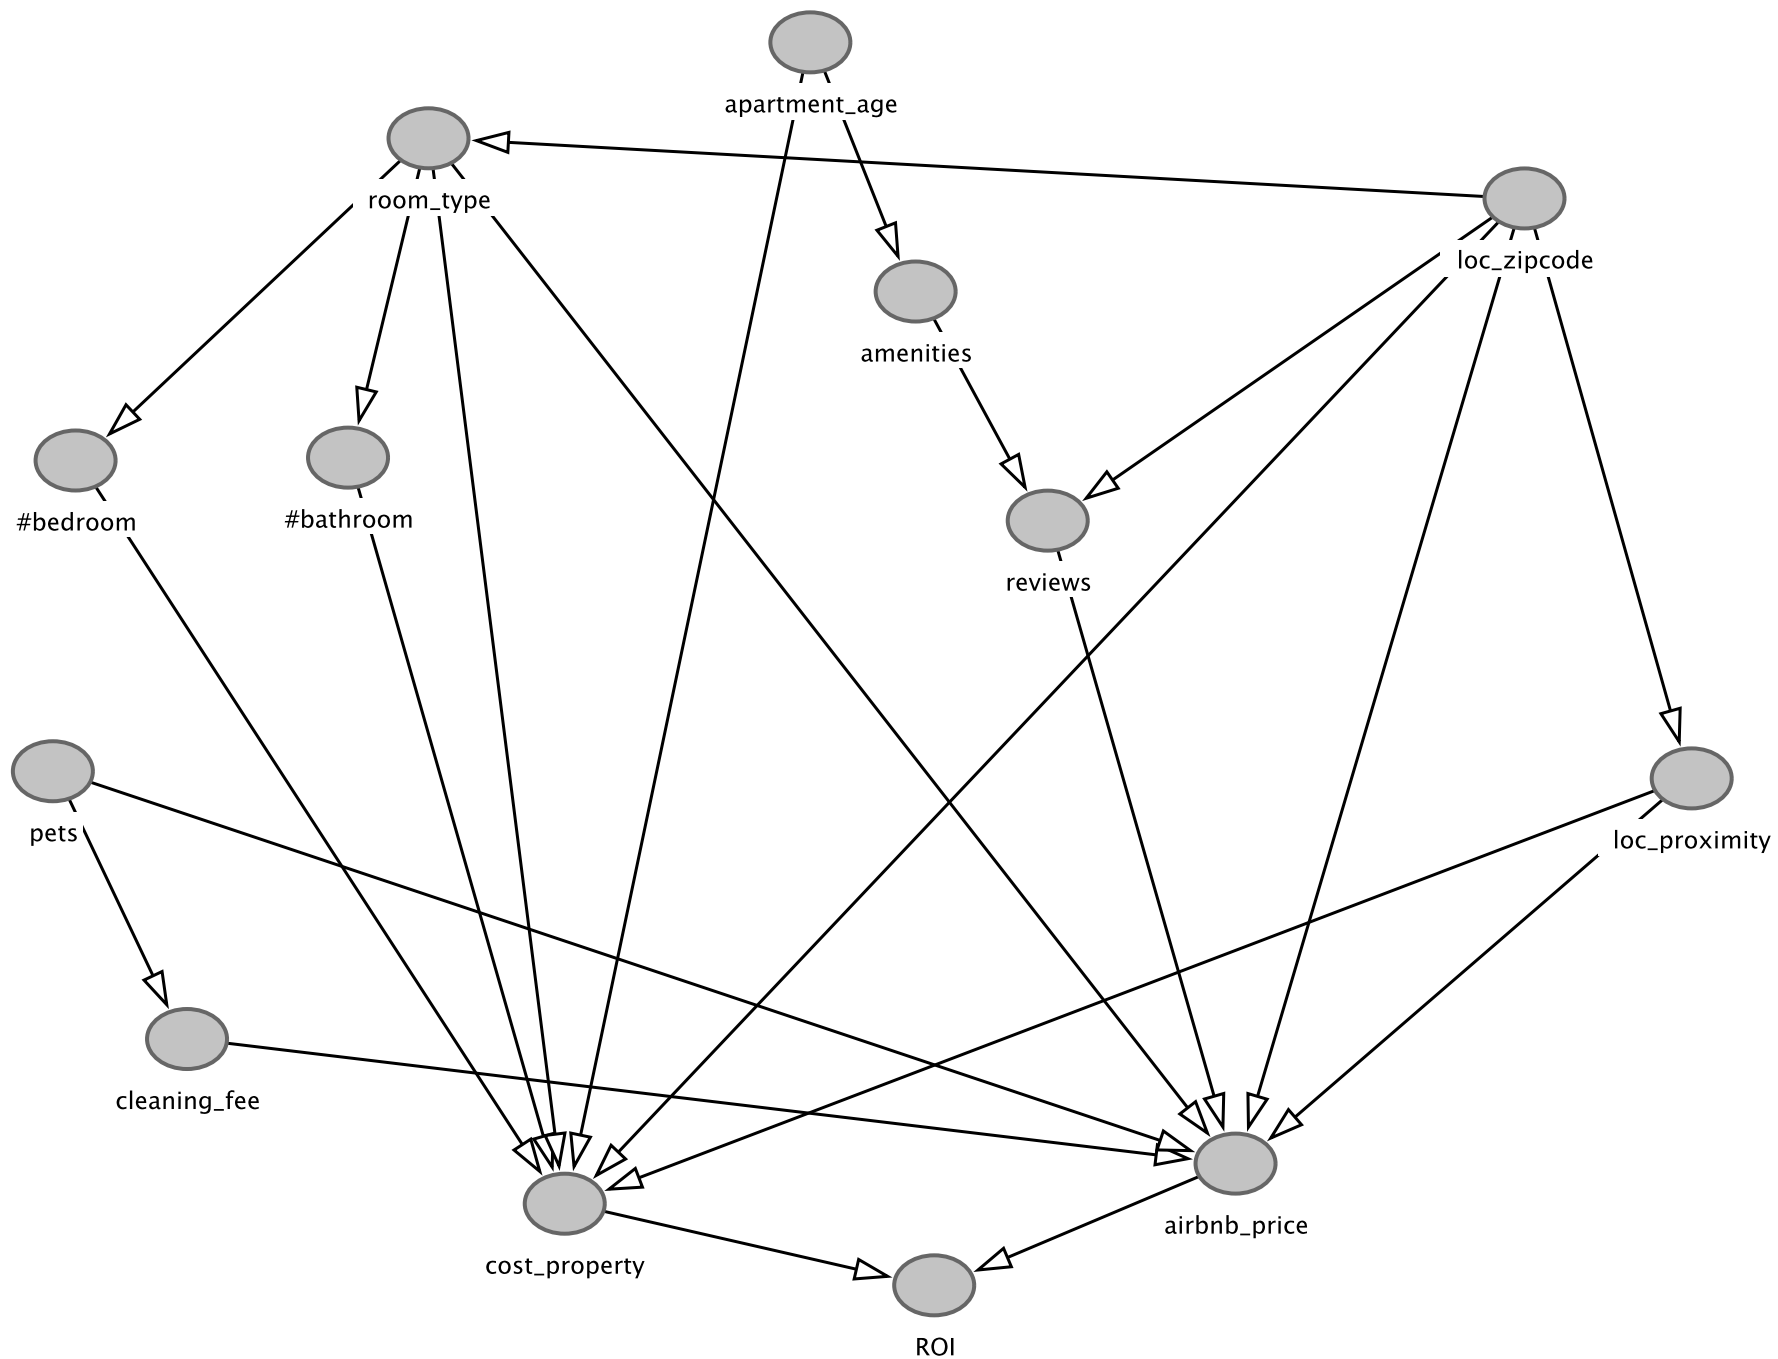 apartment_age
room_type
loc_zipcode
amenities
#bedroom
#bathroom
reviews
pets
loc_proximity
cleaning_fee
airbnb_price
cost_property
ROI